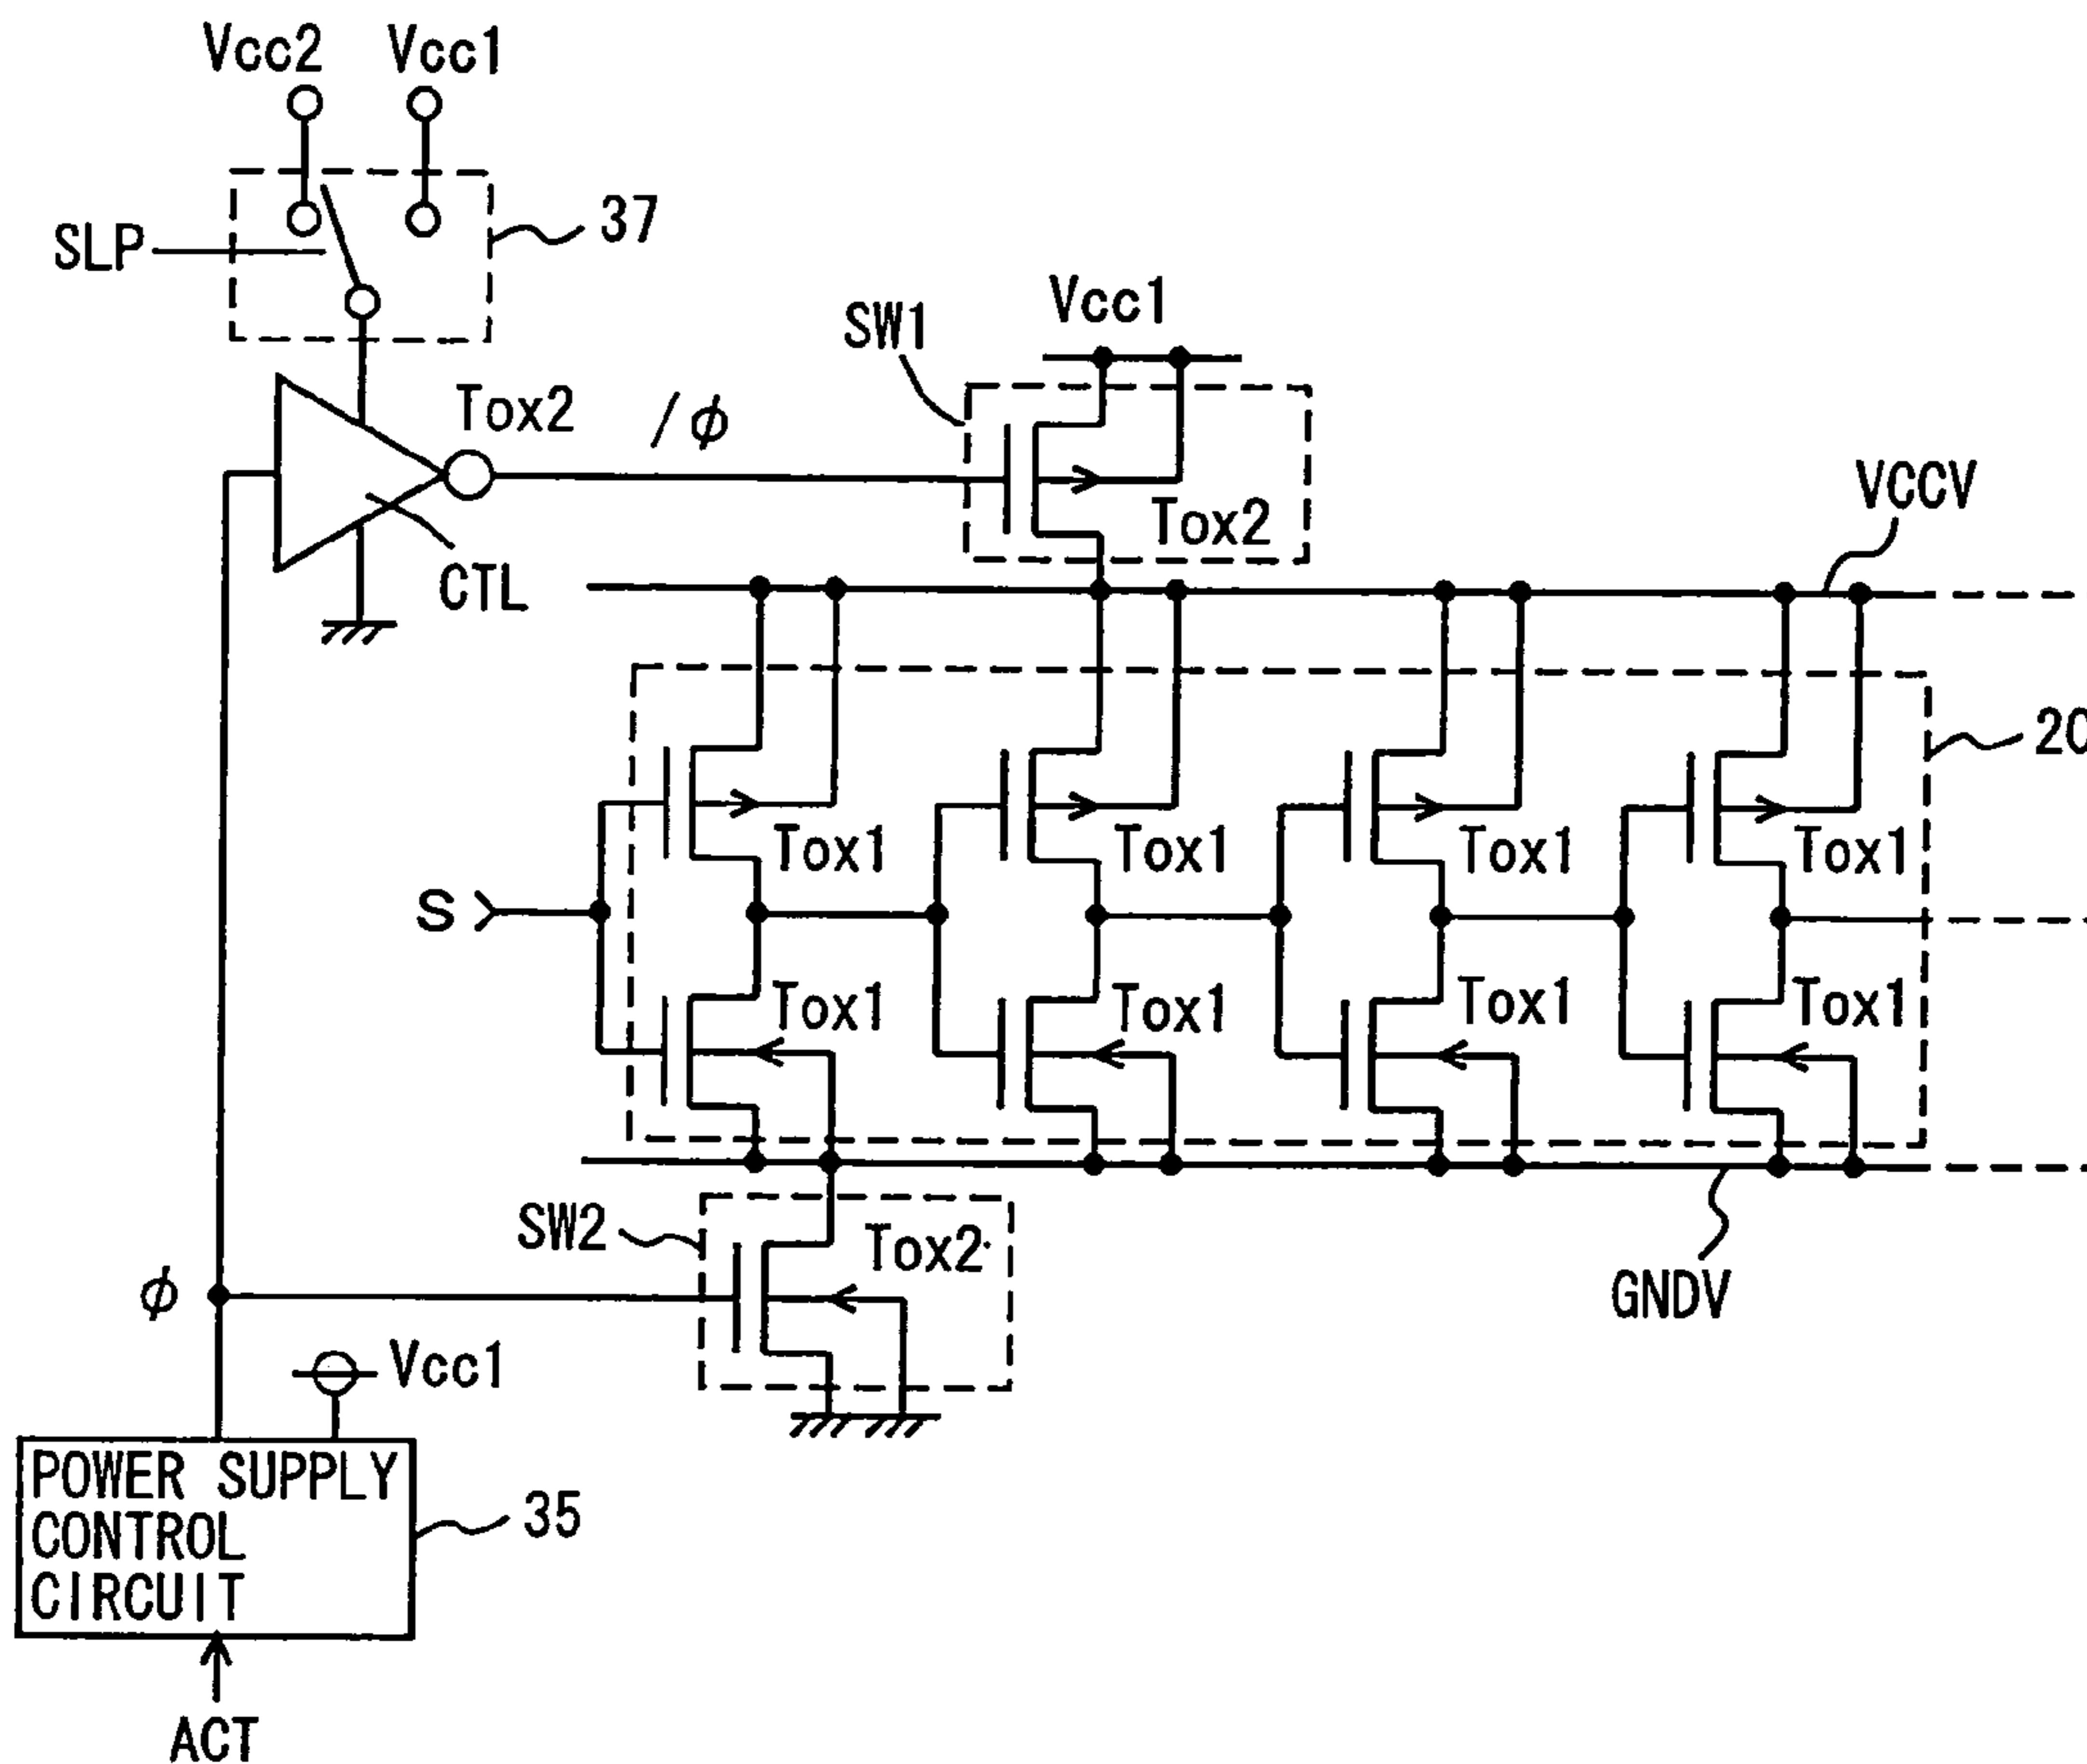 Vcc2 Vcc1
SLP
37
Vcc1
SW1
Tox2
/φ
Tox2
VCCV
CTL
20
Tox1 Tox1 Tox1 Tox1
S
Tox1 Tox1 Tox1 Tox1
SW2
Tox2
φ
GNDV
Vcc1
POWER SUPPLY
CONTROL
CIRCUIT
35
ACT